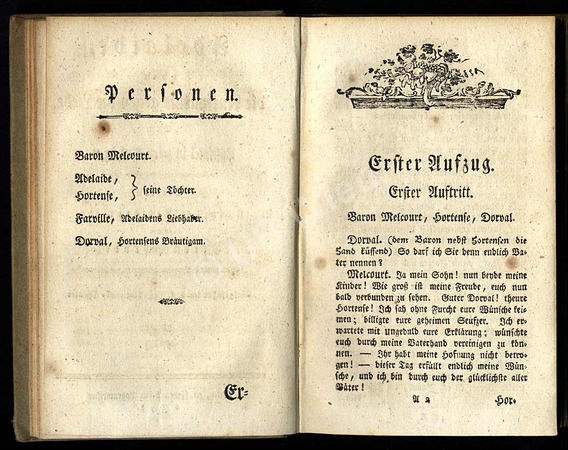 Personen.
Baron Melcourt.
Adelaide,
Hortense,
seine Töchter.
Farville, Adelaidens Liebhaber.
Dorval, Hortensens Bräutigam.
Er-
Erster Aufzug.
Erster Auftritt.
Baron Melcourt, Hortense, Dorval.
Dorval. (dem Baron nebst Hortensen die
Hand küssend) So darf ich Sie denn endlich Va-
ter nennen?
Melcourt. Ja mein Sohn! nun beyde meine
Kinder! Wie groß ist meine Freude, euch nun
bald verbunden zu sehen. Guter Dorval! theure
Hortense! Ich sah ohne Furcht eure Wünsche kei-
men; billigte eure geheimen Seufzer. Ich er-
wartete mit Ungeduld eure Erklärung; wünschte
euch durch meine Vaterhand vereinigen zu kön-
nen. — Ihr habt meine Hofnung nicht betro-
gen! — dieser Tag erfüllt endlich meine Wün-
sche, und ich bin durch euch der glücklichste aller
Väter!
A 2
Hor-